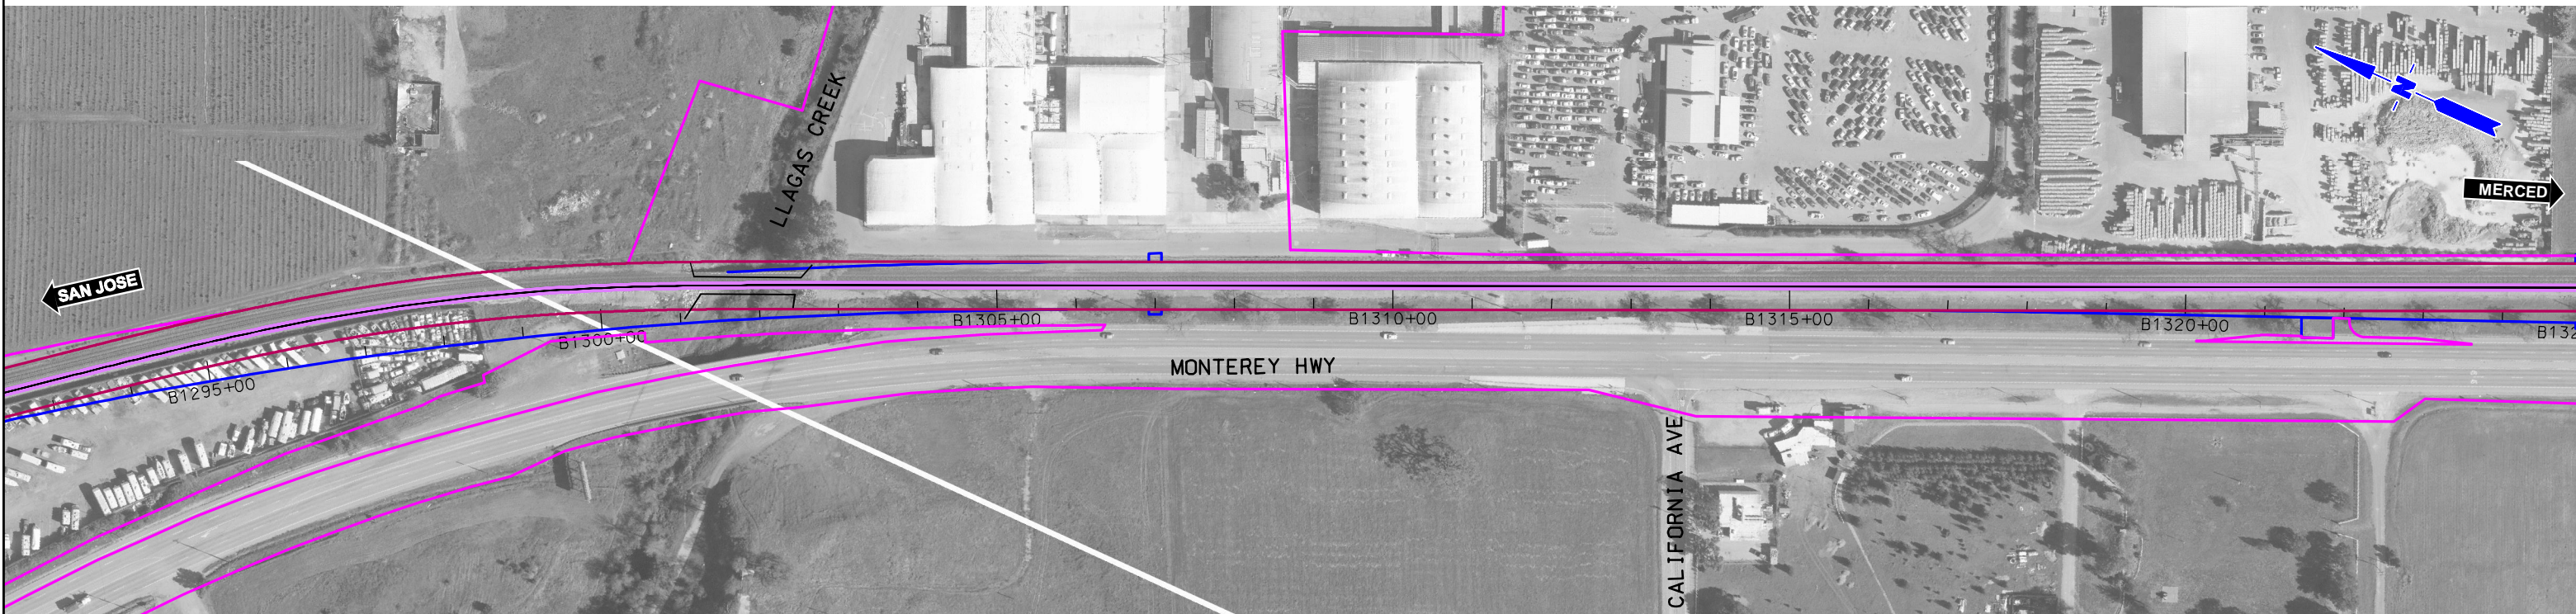 LLAGAS CREEK
N
MERCED
SAN JOSE
B1295+00
B1300+00
B1305+00
B1310+00
B1315+00
B1320+00
B132
MONTEREY HWY
CALIFORNIA AVE